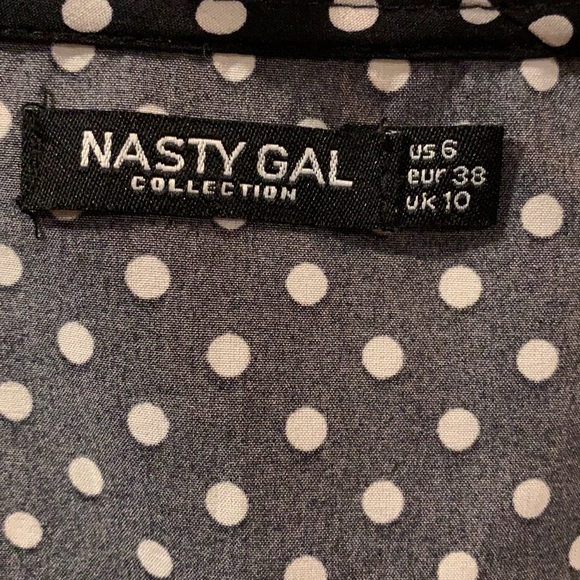 NASTY GAL
COLLECTION
us 6
eur 38
uk 10